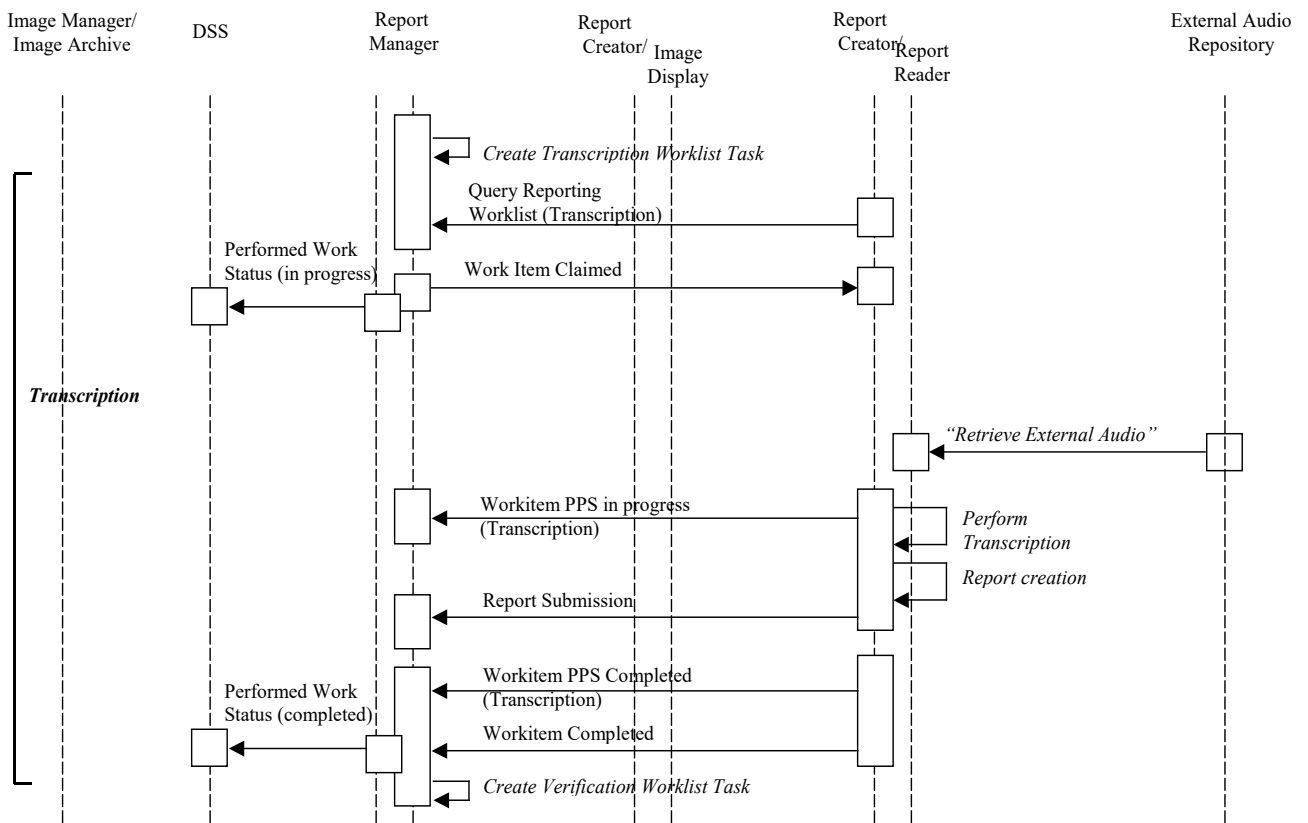 Image Manager/
Image Archive
DSS
Report
Manager
Report
Creator/
Image
Display
Report
Creator/
Report
Reader
External Audio
Repository
Create Transcription Worklist Task
Query Reporting
Worklist (Transcription)
Performed Work
Status (in progress)
Work Item Claimed
Transcription
“Retrieve External Audio”
Workitem PPS in progress
(Transcription)
Perform
Transcription
Report creation
Report Submission
Workitem PPS Completed
(Transcription)
Performed Work
Status (completed)
Workitem Completed
Create Verification Worklist Task